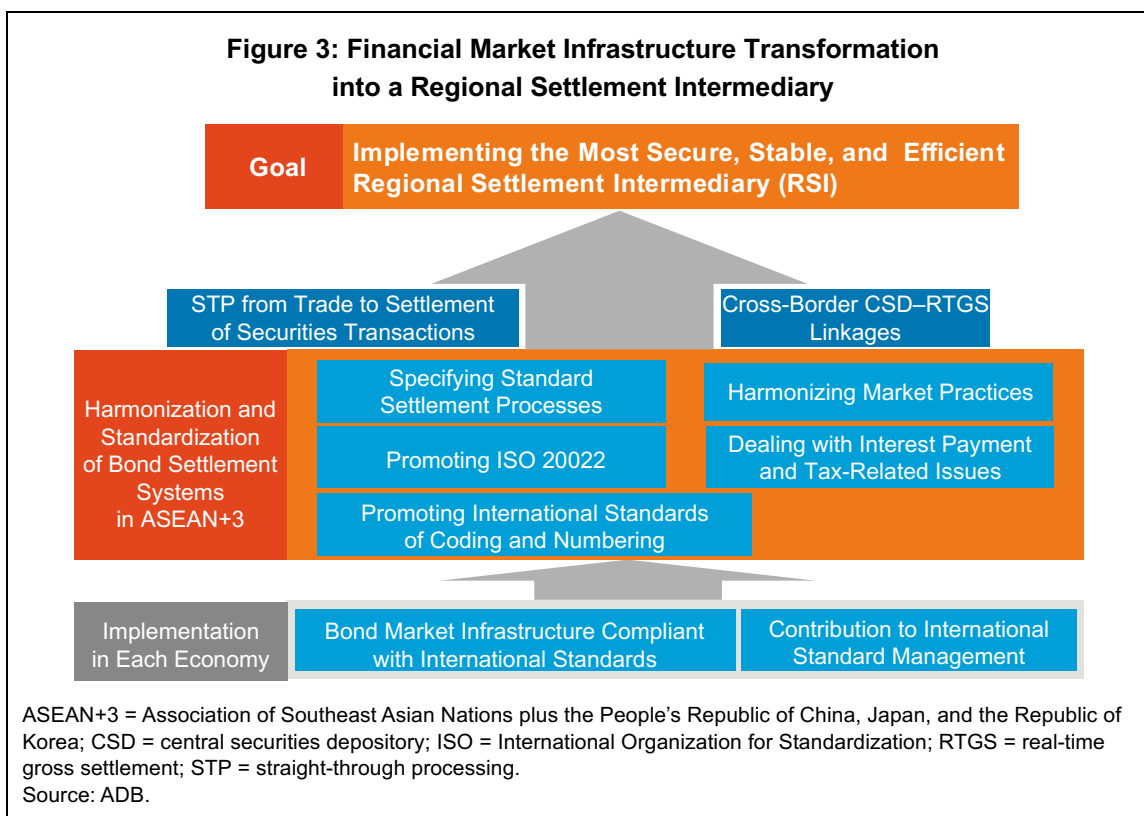 Figure 3: Financial Market Infrastructure Transformation
into a Regional Settlement Intermediary
Goal
Implementing the Most Secure, Stable, and Efficient
Regional Settlement Intermediary (RSI)
STP from Trade to Settlement
of Securities Transactions
Cross-Border CSD–RTGS
Linkages
Harmonization and
Standardization
of Bond Settlement
Systems
in ASEAN+3
Specifying Standard
Settlement Processes
Harmonizing Market Practices
Promoting ISO 20022
Dealing with Interest Payment
and Tax-Related Issues
Promoting International Standards
of Coding and Numbering
Implementation
in Each Economy
Bond Market Infrastructure Compliant
with International Standards
Contribution to International
Standard Management
ASEAN+3 = Association of Southeast Asian Nations plus the People’s Republic of China, Japan, and the Republic of
Korea; CSD = central securities depository; ISO = International Organization for Standardization; RTGS = real-time
gross settlement; STP = straight-through processing.
Source: ADB.